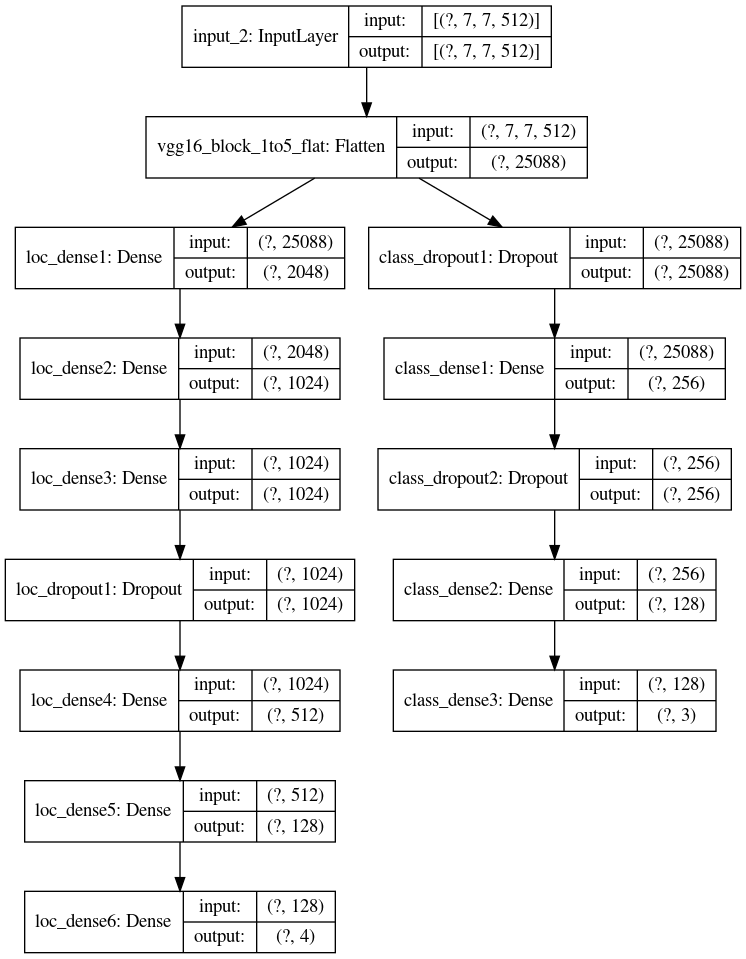 input_2: InputLayer
input: [(?, 7, 7, 512)]
output: [(?, 7, 7, 512)]
vgg16_block_1to5_flat: Flatten
input: (?, 7, 7, 512)
output: (?, 25088)
loc_dense1: Dense
input: (?, 25088)
output: (?, 2048)
class_dropout1: Dropout
input: (?, 25088)
output: (?, 25088)
loc_dense2: Dense
input: (?, 2048)
output: (?, 1024)
class_dense1: Dense
input: (?, 25088)
output: (?, 256)
loc_dense3: Dense
input: (?, 1024)
output: (?, 1024)
class_dropout2: Dropout
input: (?, 256)
output: (?, 256)
loc_dropout1: Dropout
input: (?, 1024)
output: (?, 1024)
class_dense2: Dense
input: (?, 256)
output: (?, 128)
loc_dense4: Dense
input: (?, 1024)
output: (?, 512)
class_dense3: Dense
input: (?, 128)
output: (?, 3)
loc_dense5: Dense
input: (?, 512)
output: (?, 128)
loc_dense6: Dense
input: (?, 128)
output: (?, 4)